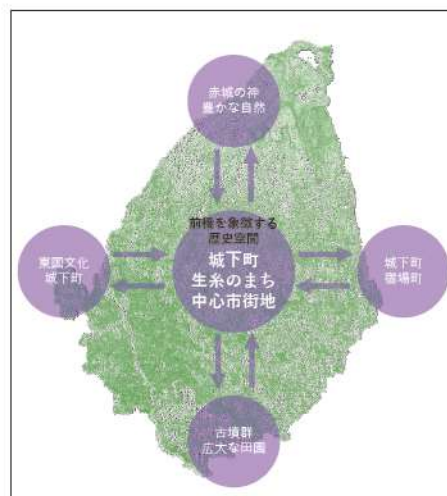 赤城の神
豊かな自然
前橋を象徴する
歴史空間
城下町
生糸のまち
中心市街地
東国文化
城下町
城下町
宿場町
古墳群
広大な田園